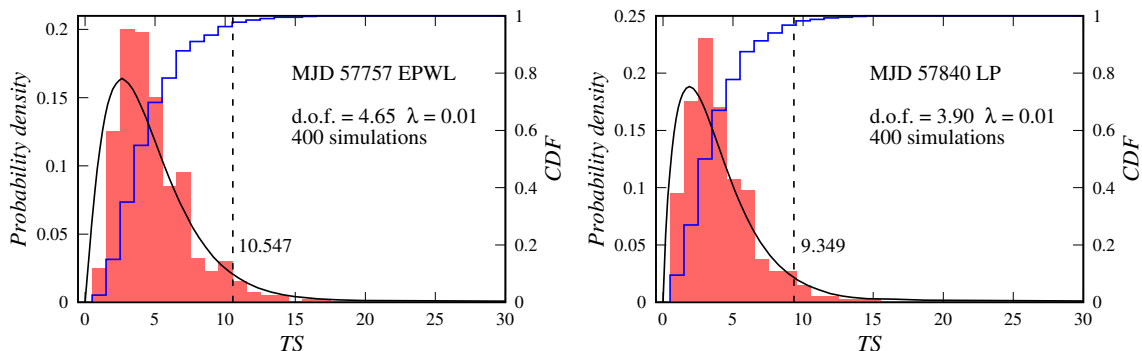 0.2
0.15
0.1
0.05
0
Probability density
MJD 57757 EPWL
d.o.f. = 4.65 λ = 0.01
400 simulations
10.547
1
0.8
0.6
0.4
0.2
0
CDF
0 5 10 15 20 25 30
TS
0.25
0.2
0.15
0.1
0.05
0
Probability density
MJD 57840 LP
d.o.f. = 3.90 λ = 0.01
400 simulations
9.349
1
0.8
0.6
0.4
0.2
0
CDF
0 5 10 15 20 25 30
TS